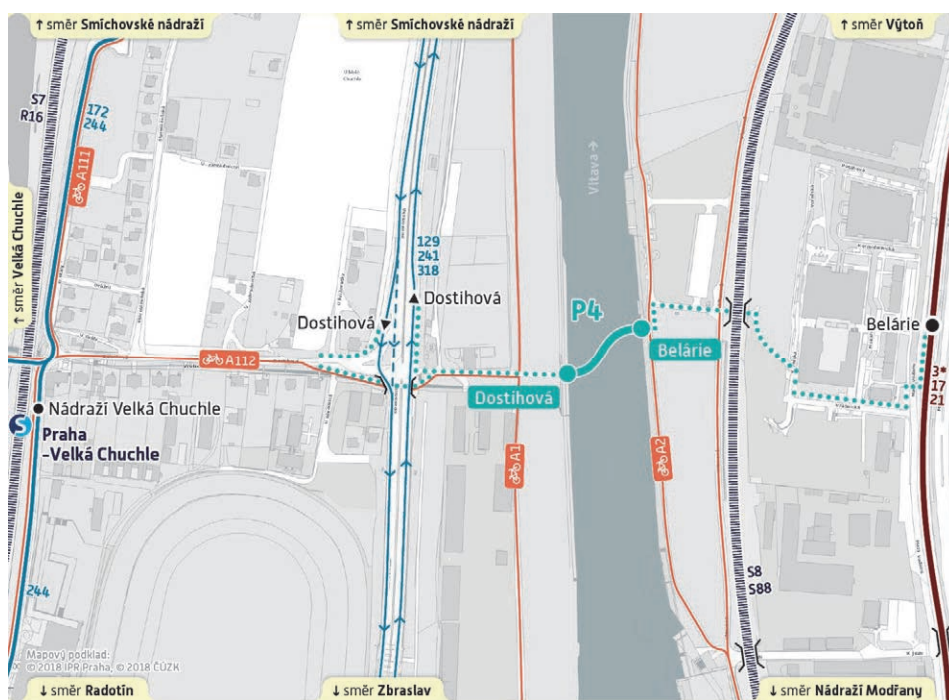 ↑ směr Smíchovské nádraží
↑ směr Smíchovské nádraží
↑ směr Výtoň
S7
R16
172
244
A111
↑ směr Velká Chuchle
Vltava →
129
241
318
Dostihová
Dostihová
P4
Belárie
Belárie
A112
Dostihová
3*
17
21
Nádraží Velká Chuchle
S
Praha
-Velká Chuchle
A1
A2
S8
S88
244
Mapový podklad:
© 2018 IPR Praha, © 2018 ČÚZK
↓ směr Radotín
↓ směr Zbraslav
↓ směr Nádraží Modřany